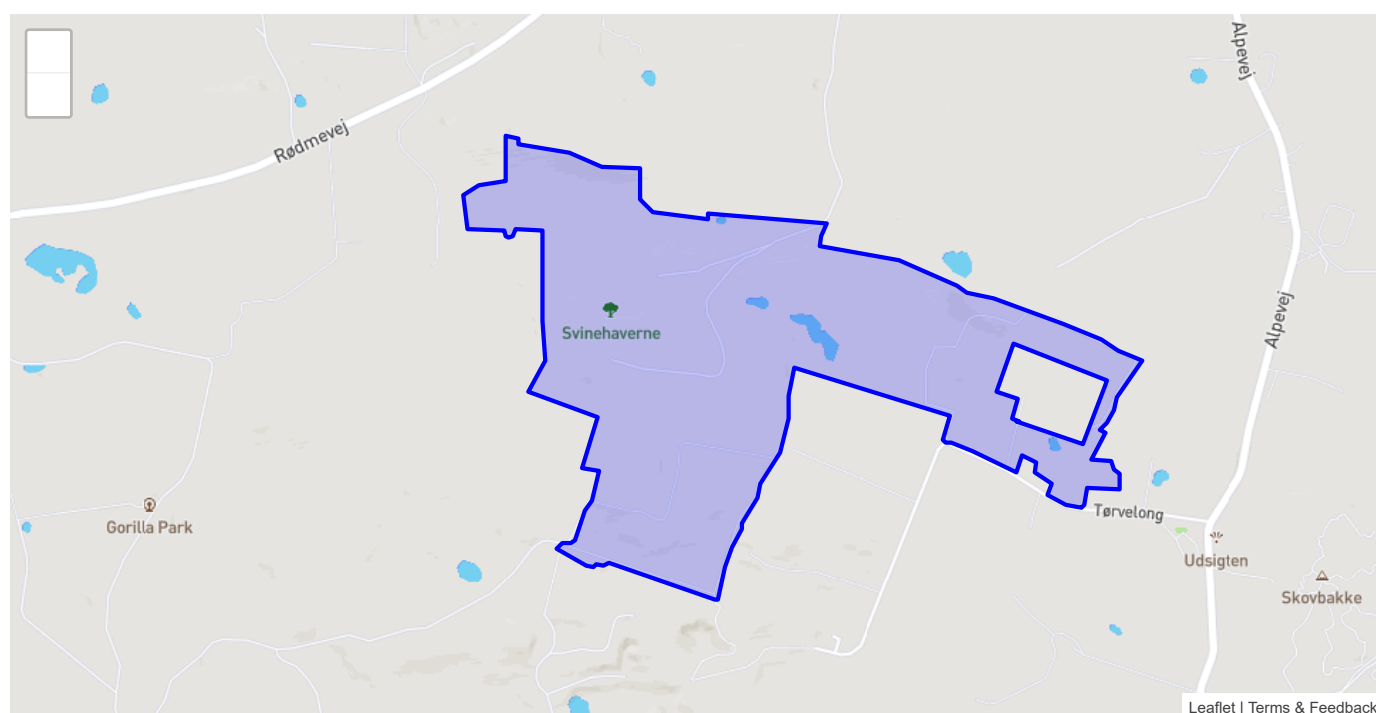 Alpevej
Rødmevej
Alpevej
Svinehaverne
Gorilla Park
Tørvelong
Udsigten
Skovbakke
Leaflet | Terms & Feedback